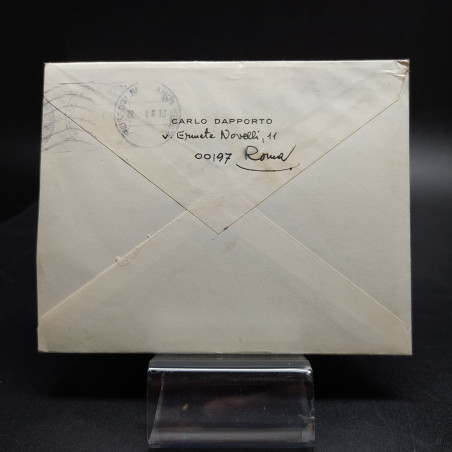 CARLO DAPPORTO
v. Ermete Novelli, 11
00197 Roma